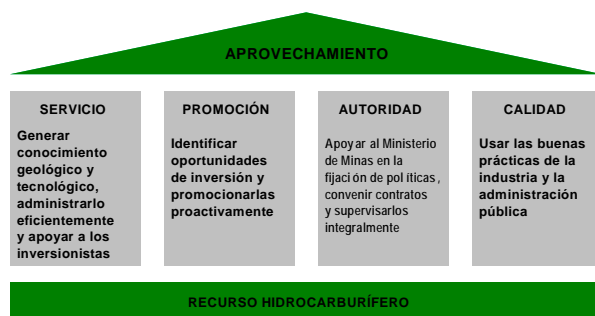 APROVECHAMIENTO
SERVICIO
Generar
conocimiento
geológico y
tecnológico,
administrarlo
eficientemente
y apoyar a los
inversionistas
PROMOCIÓN
Identificar
oportunidades
de inversión y
promocionarlas
proactivamente
AUTORIDAD
Apoyar al Ministerio
de Minas en la
fijación de políticas,
convenir contratos
y supervisarlos
integralmente
CALIDAD
Usar las buenas
prácticas de la
industria y la
administración
pública
RECURSO HIDROCARBURÍFERO